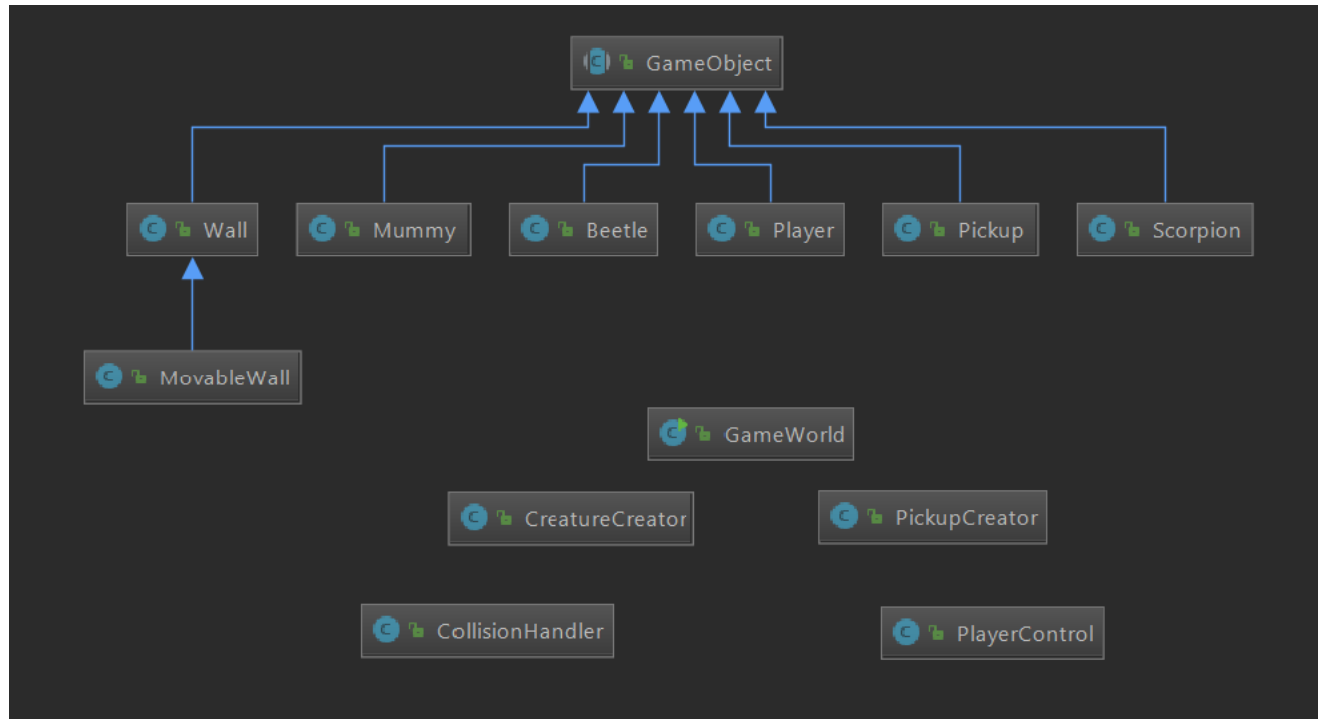 GameObject
Wall
Mummy
Beetle
Player
Pickup
Scorpion
MovableWall
GameWorld
CreatureCreator
PickupCreator
CollisionHandler
PlayerControl